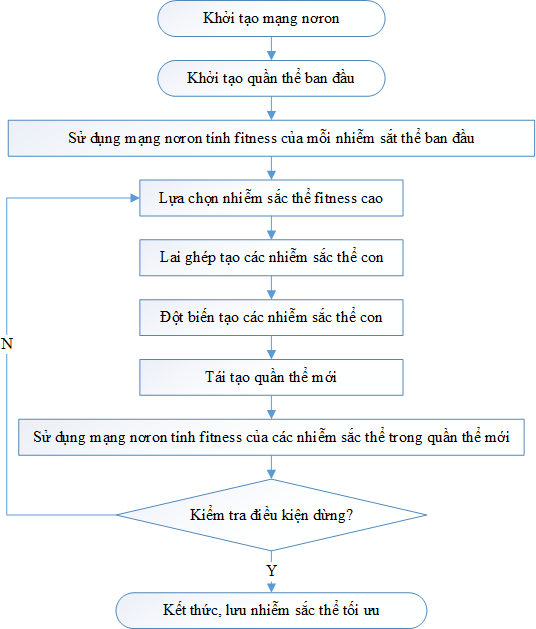 Khởi tạo mạng nơron
Khởi tạo quần thể ban đầu
Sử dụng mạng nơron tính fitness của mỗi nhiễm sắt thể ban đầu
Lựa chọn nhiễm sắc thể fitness cao
Lai ghép tạo các nhiễm sắc thể con
Đột biến tạo các nhiễm sắc thể con
Tái tạo quần thể mới
N
Sử dụng mạng nơron tính fitness của các nhiễm sắc thể trong quần thể mới
Kiểm tra điều kiện dừng?
Y
Kết thức, lưu nhiễm sắc thể tối ưu